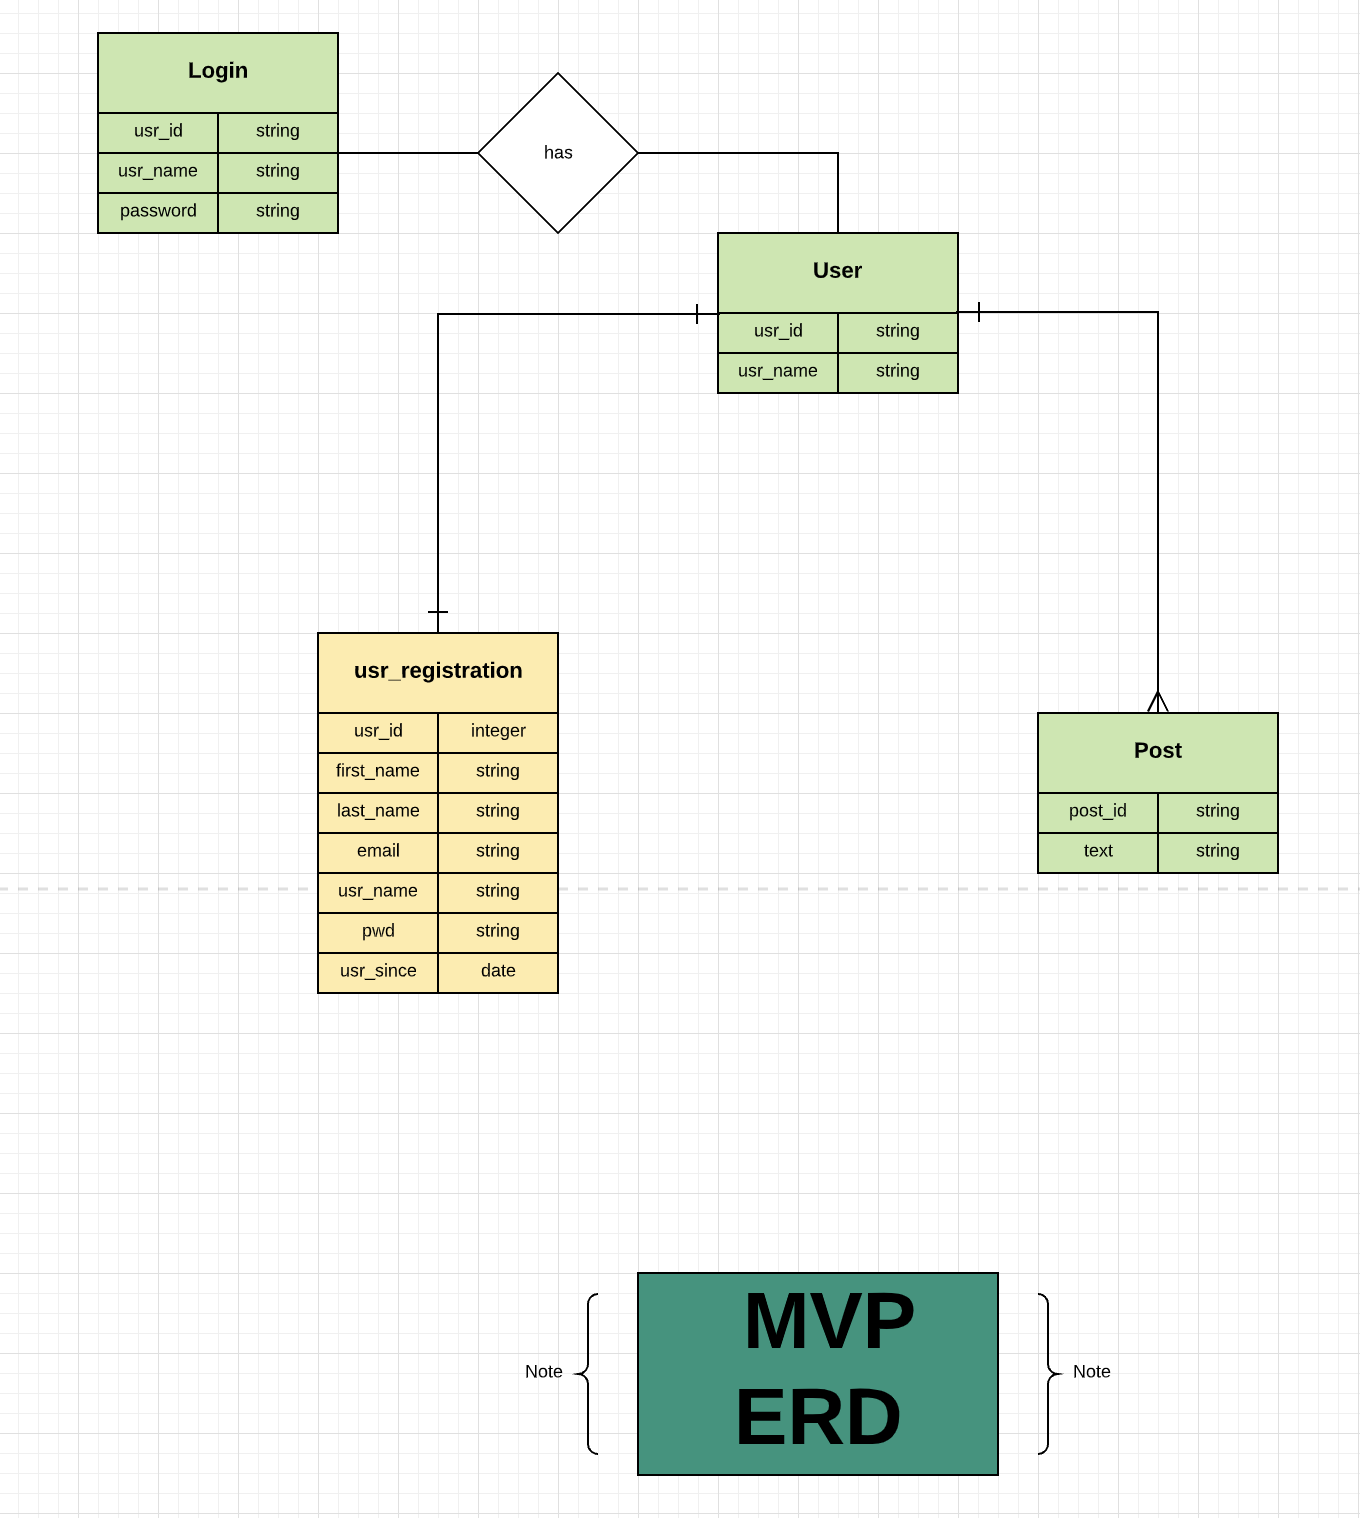 Login
usr_id string
usr_name string
password string
has
User
usr_id string
usr_name string
usr_registration
usr_id integer
first_name string
last_name string
email string
usr_name string
pwd string
usr_since date
Post
post_id string
text string
MVP
ERD
Note
Note